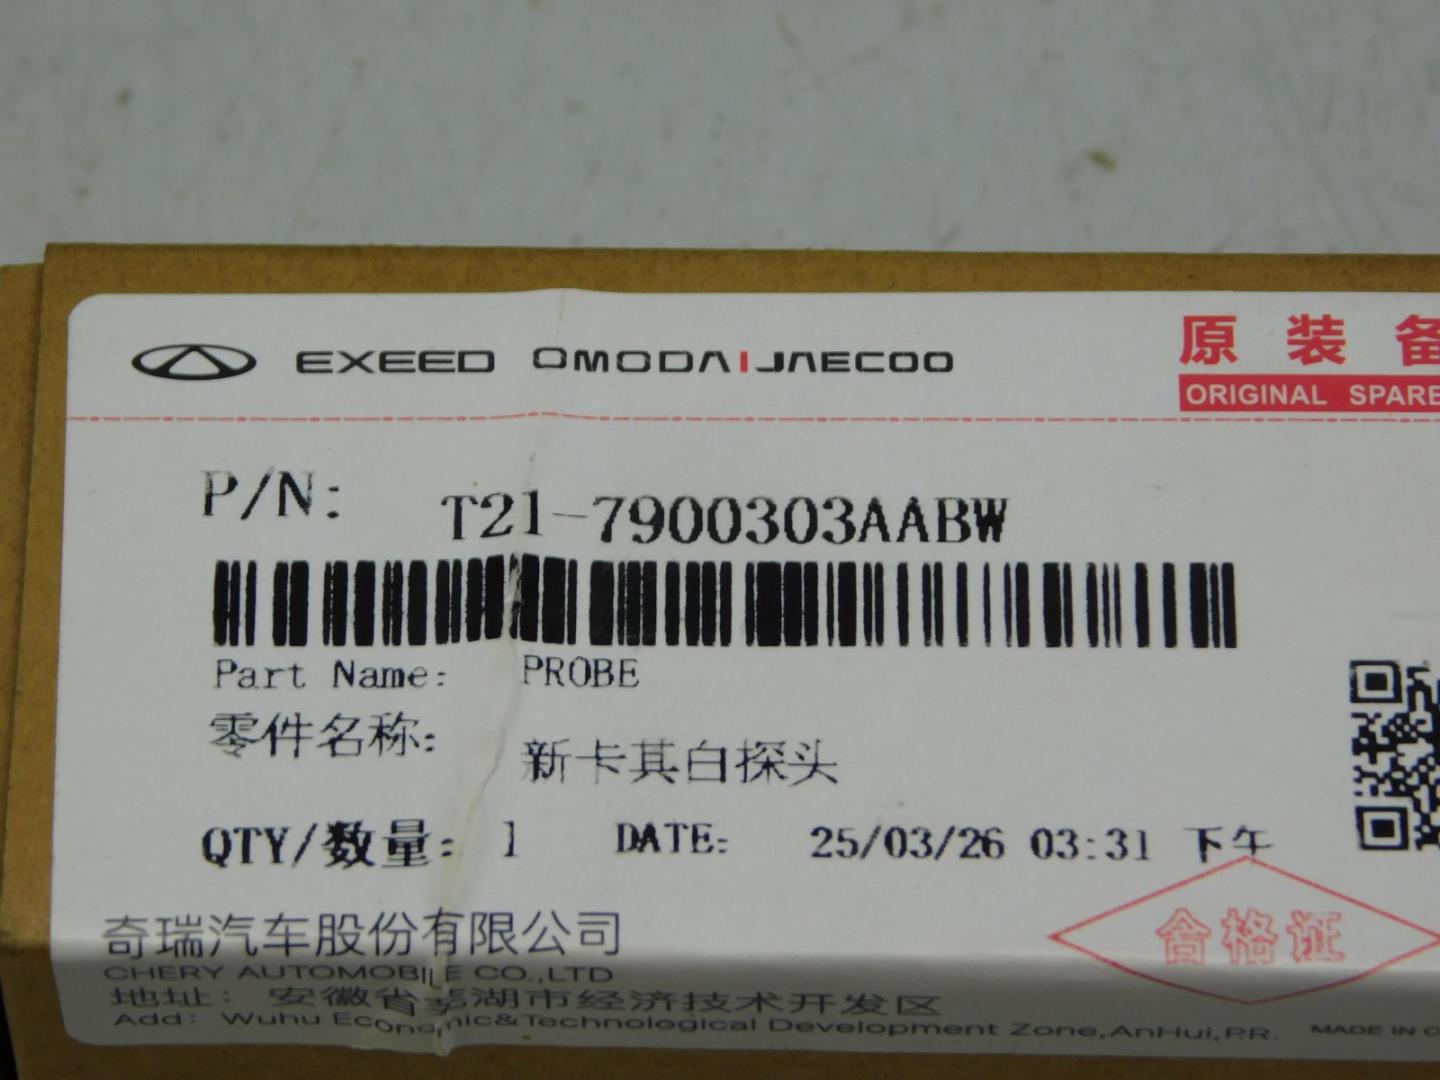 EXEED OMODA|JAECOO
原装备
ORIGINAL SPARE
P/N: T21-7900303AABW
Part Name: PROBE
零件名称: 新卡其白探头
QTY/数量: 1 DATE: 25/03/26 03:31 下午
合格证
奇瑞汽车股份有限公司
CHERY AUTOMOBILE CO.,LTD
地址: 安徽省芜湖市经济技术开发区
Add: Wuhu Economic&Technological Development Zone,AnHui,P.R.
MADE IN C